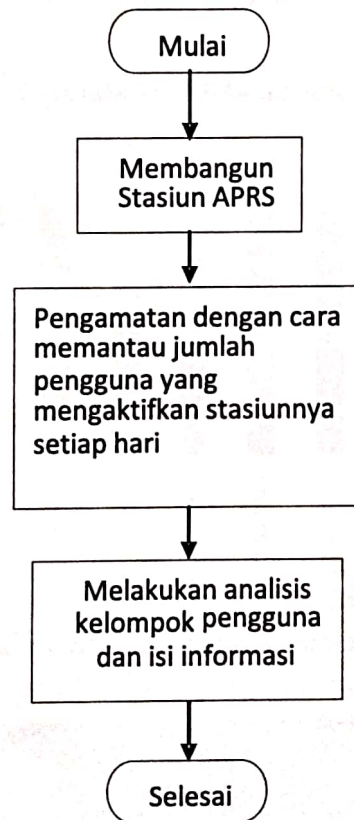 Mulai
Membangun
Stasiun APRS
Pengamatan dengan cara
memantau jumlah
pengguna yang
mengaktifkan stasiunnya
setiap hari
Melakukan analisis
kelompok pengguna
dan isi informasi
Selesai